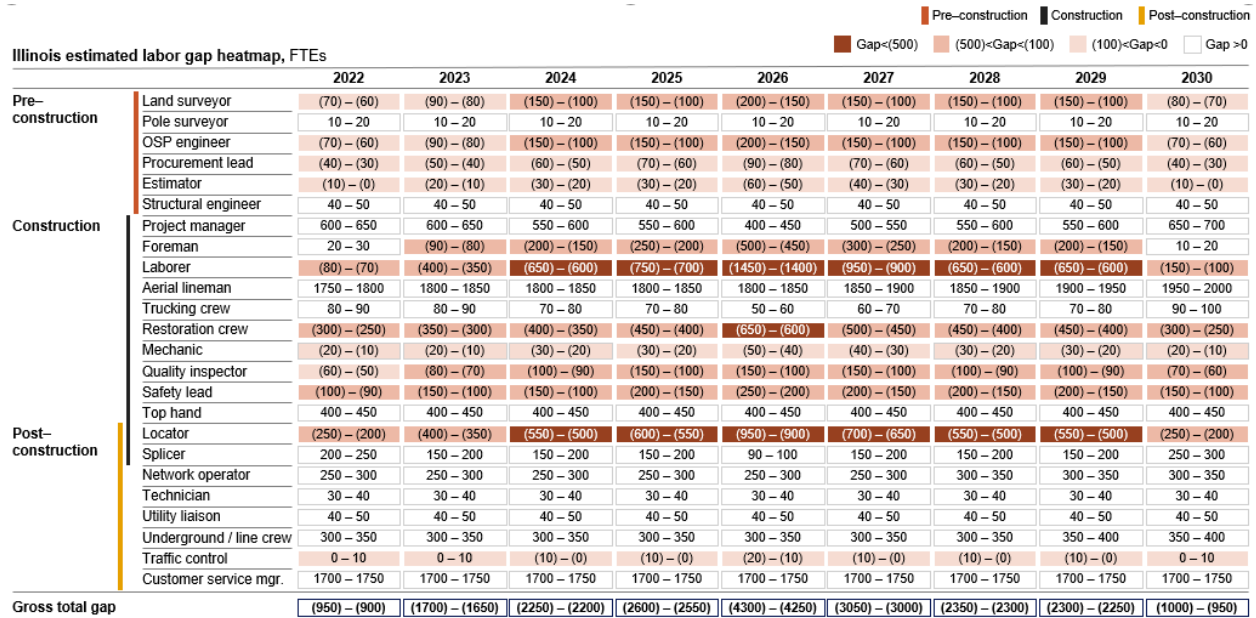 Pre–construction Construction Post–construction
Gap<(500) (500)<Gap<(100) (100)<Gap<0 Gap >0
Illinois estimated labor gap heatmap, FTEs
2022 2023 2024 2025 2026 2027 2028 2029 2030
Pre– Land surveyor (70) – (60) (90) – (80) (150) – (100) (150) – (100) (200) – (150) (150) – (100) (150) – (100) (150) – (100) (80) – (70)
construction Pole surveyor 10 – 20 10 – 20 10 – 20 10 – 20 10 – 20 10 – 20 10 – 20 10 – 20 10 – 20
OSP engineer (70) – (60) (90) – (80) (150) – (100) (150) – (100) (200) – (150) (150) – (100) (150) – (100) (150) – (100) (70) – (60)
Procurement lead (40) – (30) (50) – (40) (60) – (50) (70) – (60) (90) – (80) (70) – (60) (60) – (50) (60) – (50) (40) – (30)
Estimator (10) – (0) (20) – (10) (30) – (20) (30) – (20) (60) – (50) (40) – (30) (30) – (20) (30) – (20) (10) – (0)
Structural engineer 40 – 50 40 – 50 40 – 50 40 – 50 40 – 50 40 – 50 40 – 50 40 – 50 40 – 50
Construction Project manager 600 – 650 600 – 650 550 – 600 550 – 600 400 – 450 500 – 550 550 – 600 550 – 600 650 – 700
Foreman 20 – 30 (90) – (80) (200) – (150) (250) – (200) (500) – (450) (300) – (250) (200) – (150) (200) – (150) 10 – 20
Laborer (80) – (70) (400) – (350) (650) – (600) (750) – (700) (1450) – (1400) (950) – (900) (650) – (600) (650) – (600) (150) – (100)
Aerial lineman 1750 – 1800 1800 – 1850 1800 – 1850 1800 – 1850 1800 – 1850 1850 – 1900 1850 – 1900 1900 – 1950 1950 – 2000
Trucking crew 80 – 90 80 – 90 70 – 80 70 – 80 50 – 60 60 – 70 70 – 80 70 – 80 90 – 100
Restoration crew (300) – (250) (350) – (300) (400) – (350) (450) – (400) (650) – (600) (500) – (450) (450) – (400) (450) – (400) (300) – (250)
Mechanic (20) – (10) (20) – (10) (30) – (20) (30) – (20) (50) – (40) (40) – (30) (30) – (20) (30) – (20) (20) – (10)
Quality inspector (60) – (50) (80) – (70) (100) – (90) (150) – (100) (150) – (100) (150) – (100) (100) – (90) (100) – (90) (70) – (60)
Safety lead (100) – (90) (150) – (100) (150) – (100) (200) – (150) (250) – (200) (200) – (150) (200) – (150) (200) – (150) (150) – (100)
Top hand 400 – 450 400 – 450 400 – 450 400 – 450 400 – 450 400 – 450 400 – 450 400 – 450 400 – 450
Post– Locator (250) – (200) (400) – (350) (550) – (500) (600) – (550) (950) – (900) (700) – (650) (550) – (500) (550) – (500) (250) – (200)
construction Splicer 200 – 250 150 – 200 150 – 200 150 – 200 90 – 100 150 – 200 150 – 200 150 – 200 250 – 300
Network operator 250 – 300 250 – 300 250 – 300 250 – 300 250 – 300 250 – 300 300 – 350 300 – 350 300 – 350
Technician 30 – 40 30 – 40 30 – 40 30 – 40 30 – 40 30 – 40 30 – 40 30 – 40 30 – 40
Utility liaison 40 – 50 40 – 50 40 – 50 40 – 50 40 – 50 40 – 50 40 – 50 40 – 50 40 – 50
Underground / line crew 300 – 350 300 – 350 300 – 350 300 – 350 300 – 350 300 – 350 300 – 350 350 – 400 350 – 400
Traffic control 0 – 10 0 – 10 (10) – (0) (10) – (0) (20) – (10) (10) – (0) (10) – (0) (10) – (0) 0 – 10
Customer service mgr. 1700 – 1750 1700 – 1750 1700 – 1750 1700 – 1750 1700 – 1750 1700 – 1750 1700 – 1750 1700 – 1750 1700 – 1750
Gross total gap (950) – (900) (1700) – (1650) (2250) – (2200) (2600) – (2550) (4300) – (4250) (3050) – (3000) (2350) – (2300) (2300) – (2250) (1000) – (950)